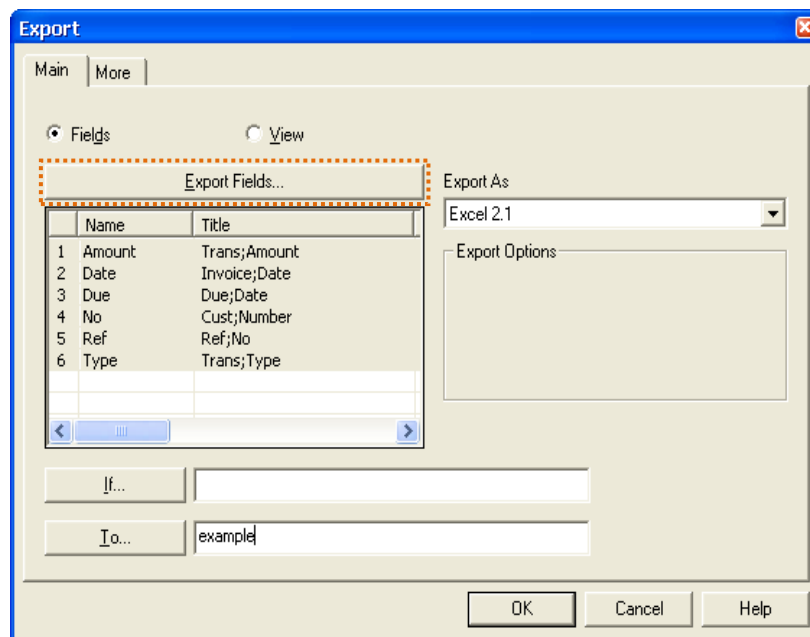 Export
Main More
Fields View
Export Fields...
Export As
Excel 2.1
Name Title
1 Amount Trans;Amount
2 Date Invoice;Date
3 Due Due;Date
4 No Cust;Number
5 Ref Ref;No
6 Type Trans;Type
Export Options
If...
To... example
OK Cancel Help